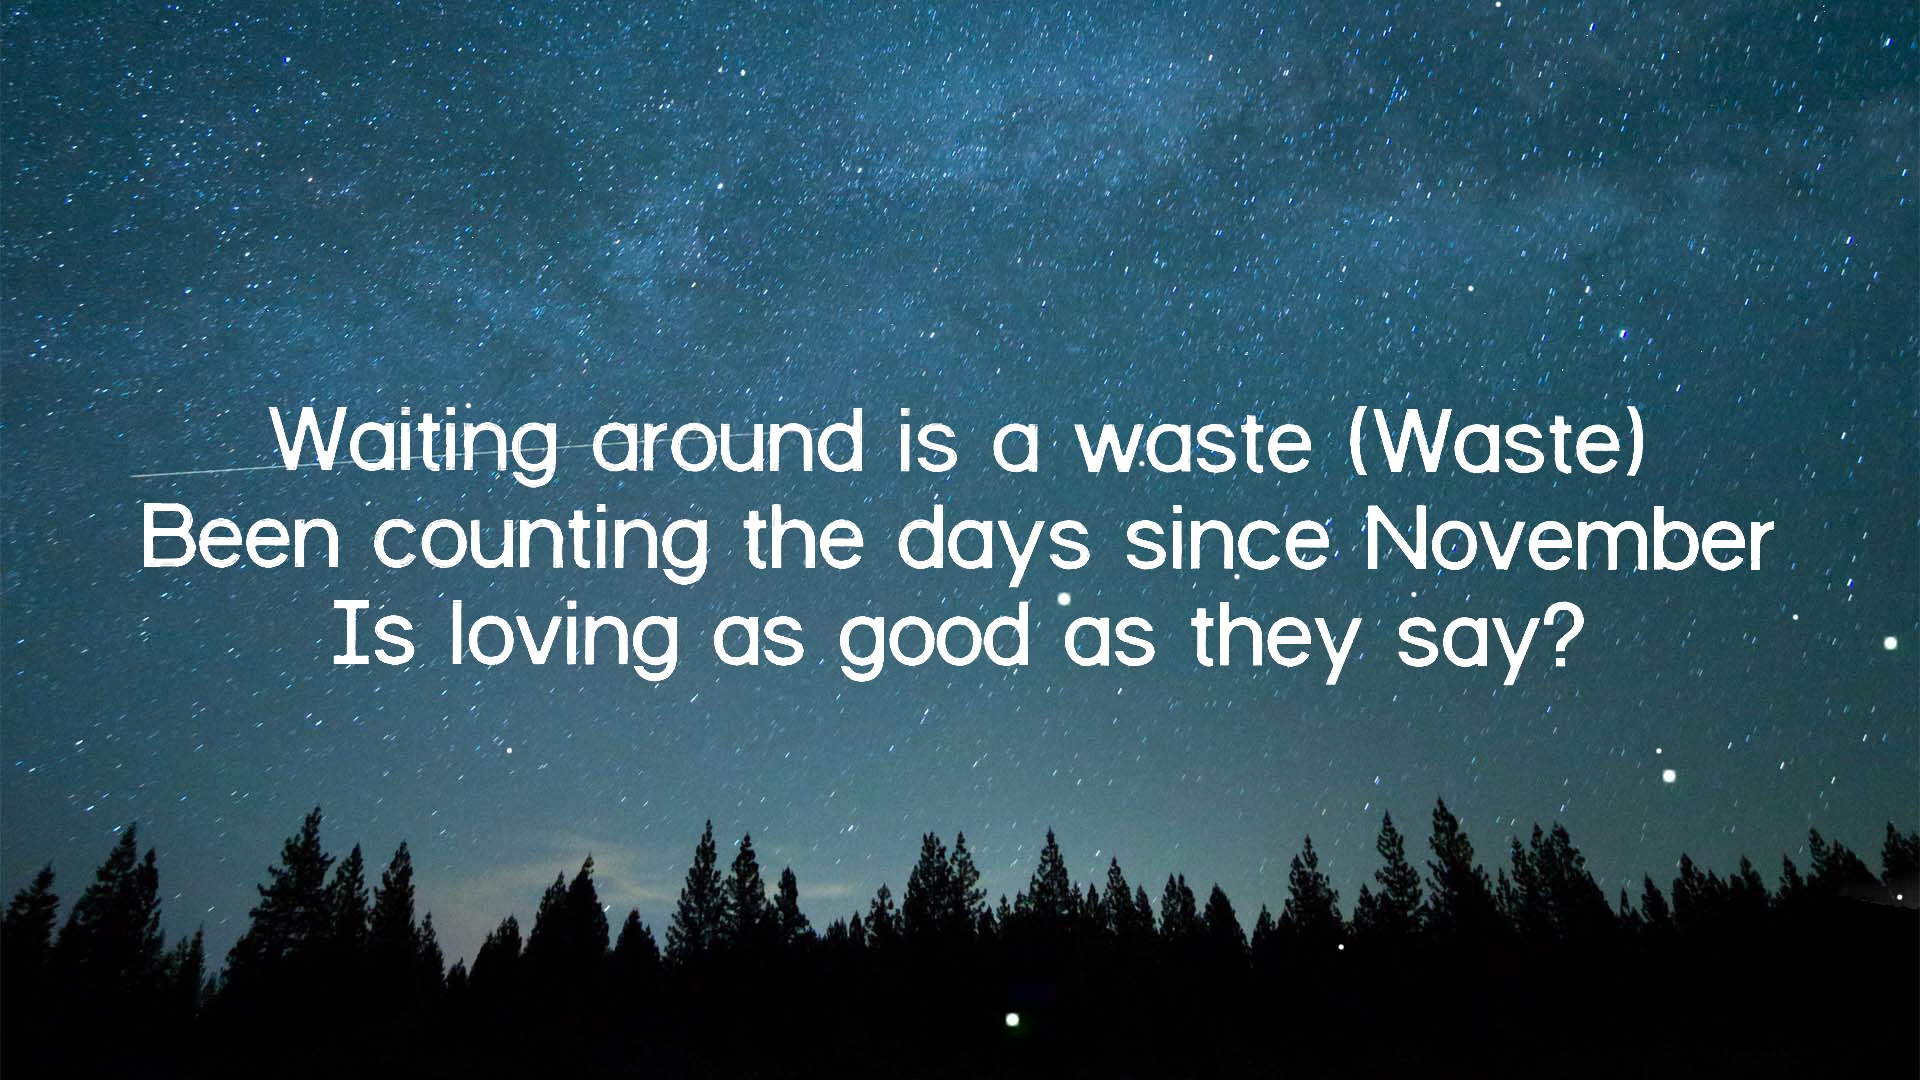 Waiting around is a waste (Waste)
Been counting the days since November
Is loving as good as they say?